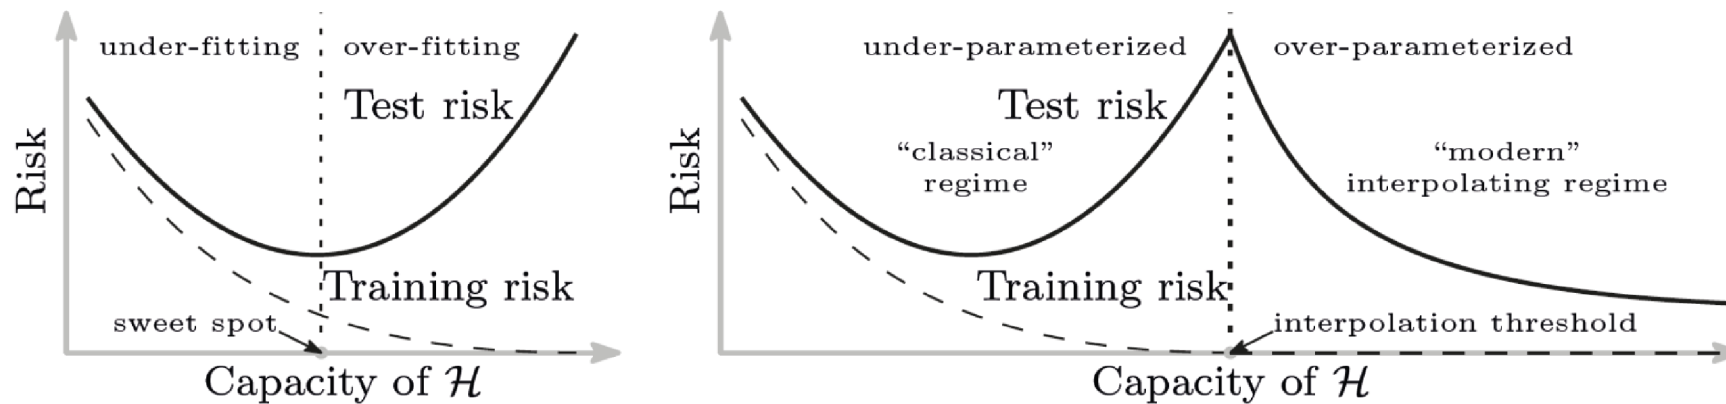 under-fitting
over-fitting
Test risk
Risk
Training risk
sweet spot
Capacity of ℋ
under-parameterized
over-parameterized
Test risk
“classical”
regime
“modern”
interpolating regime
Risk
Training risk
interpolation threshold
Capacity of ℋ